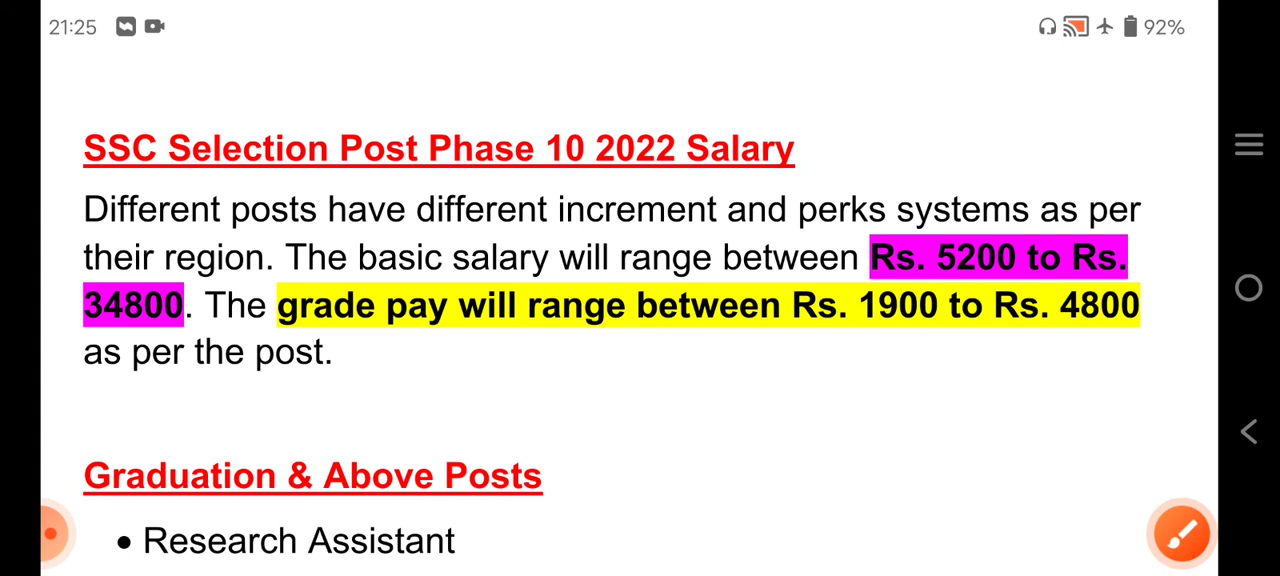 21:25
92%
SSC Selection Post Phase 10 2022 Salary
Different posts have different increment and perks systems as per
their region. The basic salary will range between Rs. 5200 to Rs.
34800. The grade pay will range between Rs. 1900 to Rs. 4800
as per the post.
Graduation & Above Posts
• Research Assistant